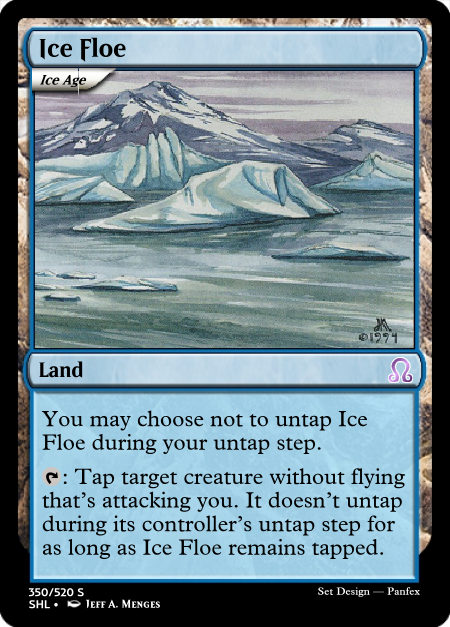 Ice Floe
Ice Age
©1994
Land
You may choose not to untap Ice
Floe during your untap step.
: Tap target creature without flying
that's attacking you. It doesn't untap
during its controller's untap step for
as long as Ice Floe remains tapped.
350/520 S
Set Design — Panfex
SHL • Jeff A. Menges